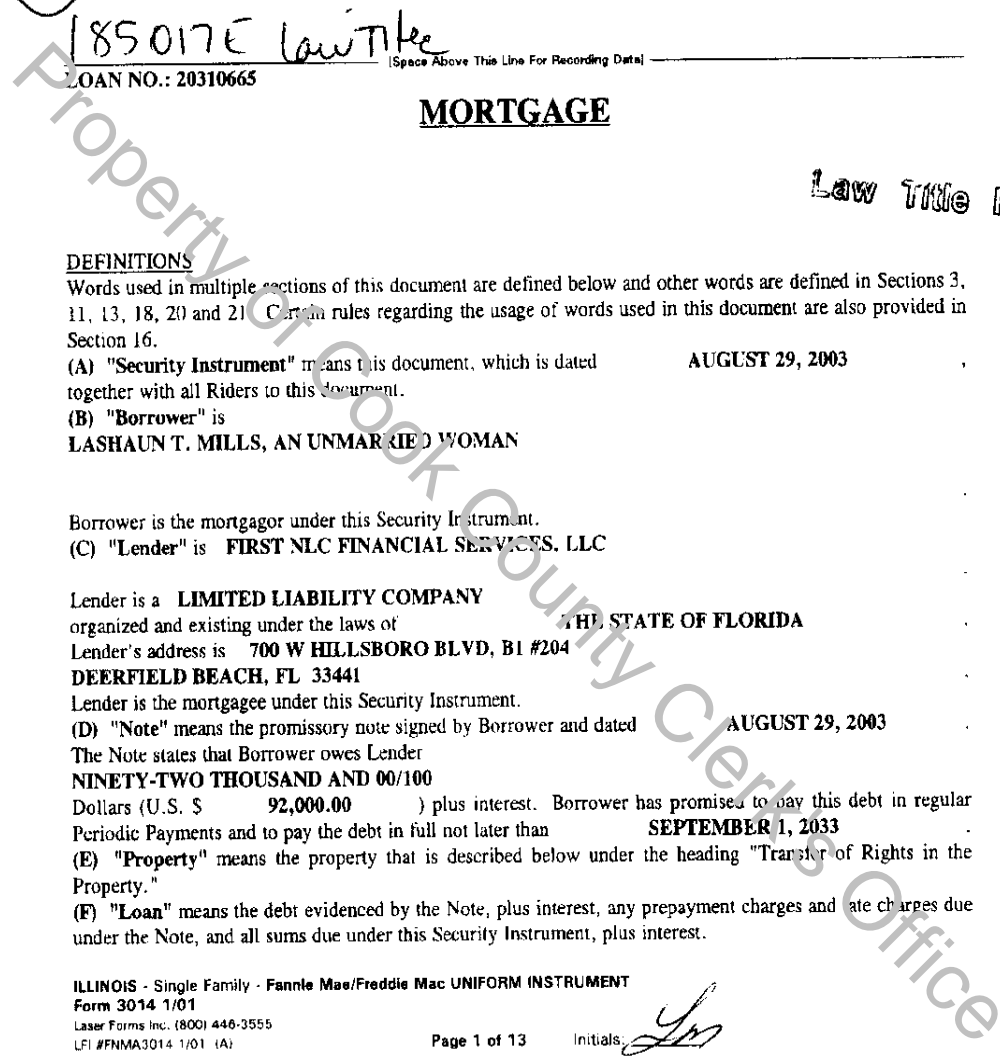 185017E Law Title
[Space Above This Line For Recording Data]
LOAN NO.: 20310665
MORTGAGE
Law Title
DEFINITIONS
Words used in multiple sections of this document are defined below and other words are defined in Sections 3,
11, 13, 18, 20 and 21. Certain rules regarding the usage of words used in this document are also provided in
Section 16.
(A) "Security Instrument" means this document, which is dated AUGUST 29, 2003 ,
together with all Riders to this document.
(B) "Borrower" is
LASHAUN T. MILLS, AN UNMARRIED WOMAN
.
Borrower is the mortgagor under this Security Instrument.
(C) "Lender" is FIRST NLC FINANCIAL SERVICES, LLC
.
Lender is a LIMITED LIABILITY COMPANY
organized and existing under the laws of THE STATE OF FLORIDA .
Lender's address is 700 W HILLSBORO BLVD, B1 #204
DEERFIELD BEACH, FL 33441 .
Lender is the mortgagee under this Security Instrument.
(D) "Note" means the promissory note signed by Borrower and dated AUGUST 29, 2003 .
The Note states that Borrower owes Lender
NINETY-TWO THOUSAND AND 00/100
Dollars (U.S. $ 92,000.00 ) plus interest. Borrower has promised to pay this debt in regular
Periodic Payments and to pay the debt in full not later than SEPTEMBER 1, 2033 .
(E) "Property" means the property that is described below under the heading "Transfer of Rights in the
Property."
(F) "Loan" means the debt evidenced by the Note, plus interest, any prepayment charges and late charges due
under the Note, and all sums due under this Security Instrument, plus interest.
ILLINOIS - Single Family - Fannie Mae/Freddie Mac UNIFORM INSTRUMENT
Form 3014 1/01
Laser Forms Inc. (800) 446-3555
LFI #FNMA3014 1/01 (A)
Page 1 of 13 Initials:
Property of Cook County Clerk's Office